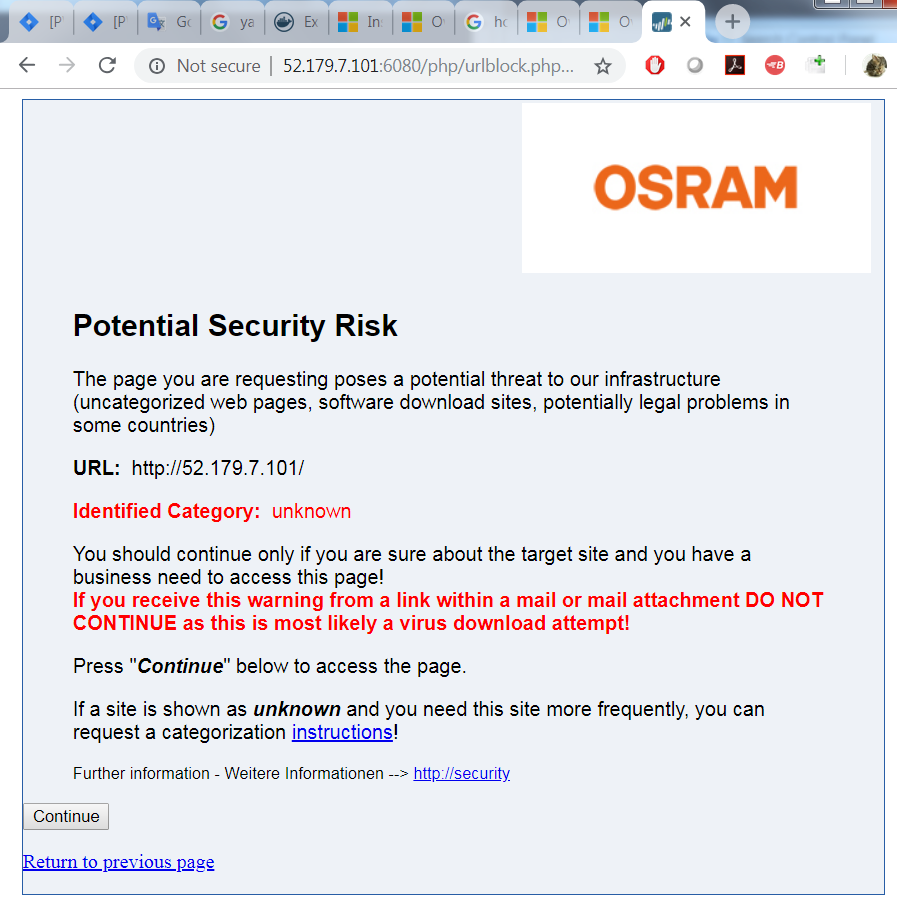 [P
[P
G
ya
Ex
In
O
G
ho
O
O
Not secure | 52.179.7.101:6080/php/urlblock.php...
OSRAM
Potential Security Risk
The page you are requesting poses a potential threat to our infrastructure
(uncategorized web pages, software download sites, potentially legal problems in
some countries)
URL: http://52.179.7.101/
Identified Category: unknown
You should continue only if you are sure about the target site and you have a
business need to access this page!
If you receive this warning from a link within a mail or mail attachment DO NOT
CONTINUE as this is most likely a virus download attempt!
Press "Continue" below to access the page.
If a site is shown as unknown and you need this site more frequently, you can
request a categorization instructions!
Further information - Weitere Informationen --> http://security
Continue
Return to previous page